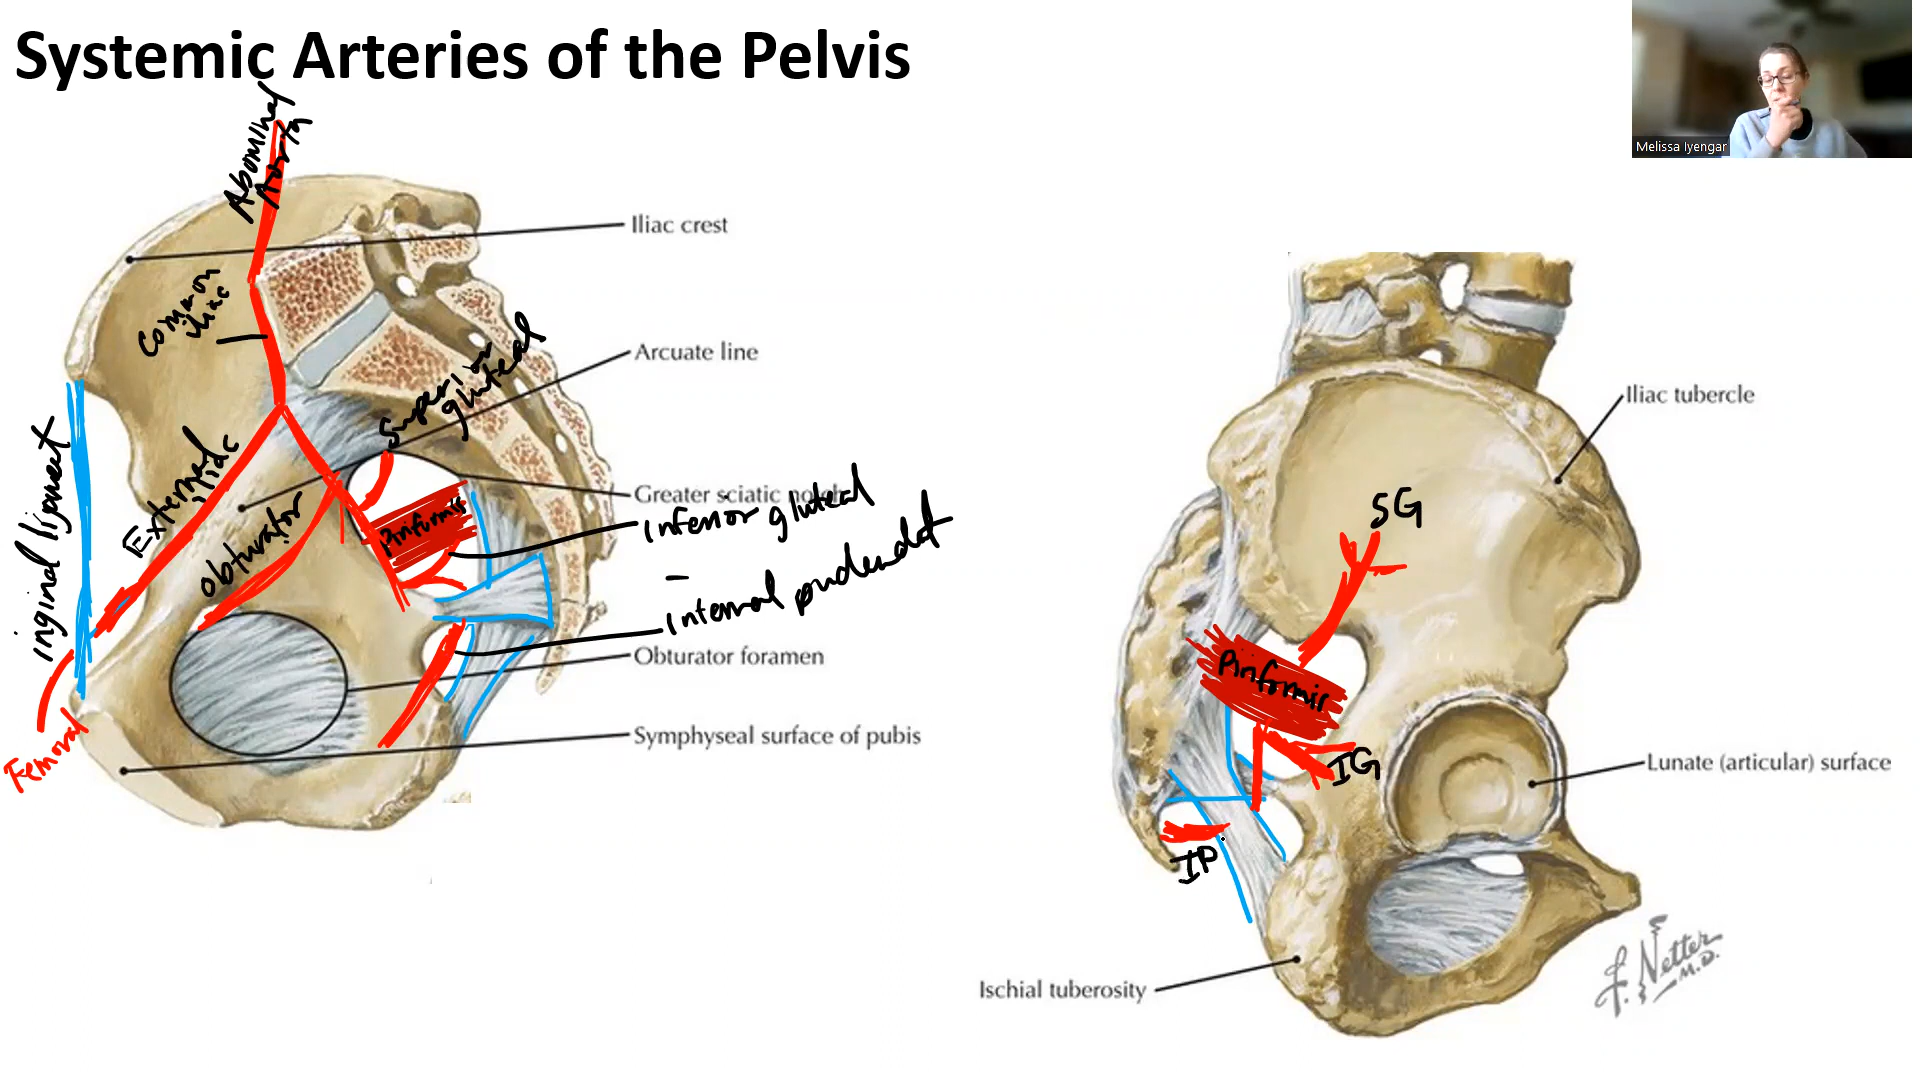 Systemic Arteries of the Pelvis
Melissa Iyengar
Abominal
Aorta
Iliac crest
Common
iliac
Arcuate line
Superior
gluteal
Greater sciatic notch
inferior gluteal
Piriformis
External
iliac
obturator
inginal ligament
internal pudendal
Obturator foramen
Symphyseal surface of pubis
Femoral
Iliac tubercle
SG
Piriformis
IG
Lunate (articular) surface
IP
Ischial tuberosity
F. Netter
M.D.